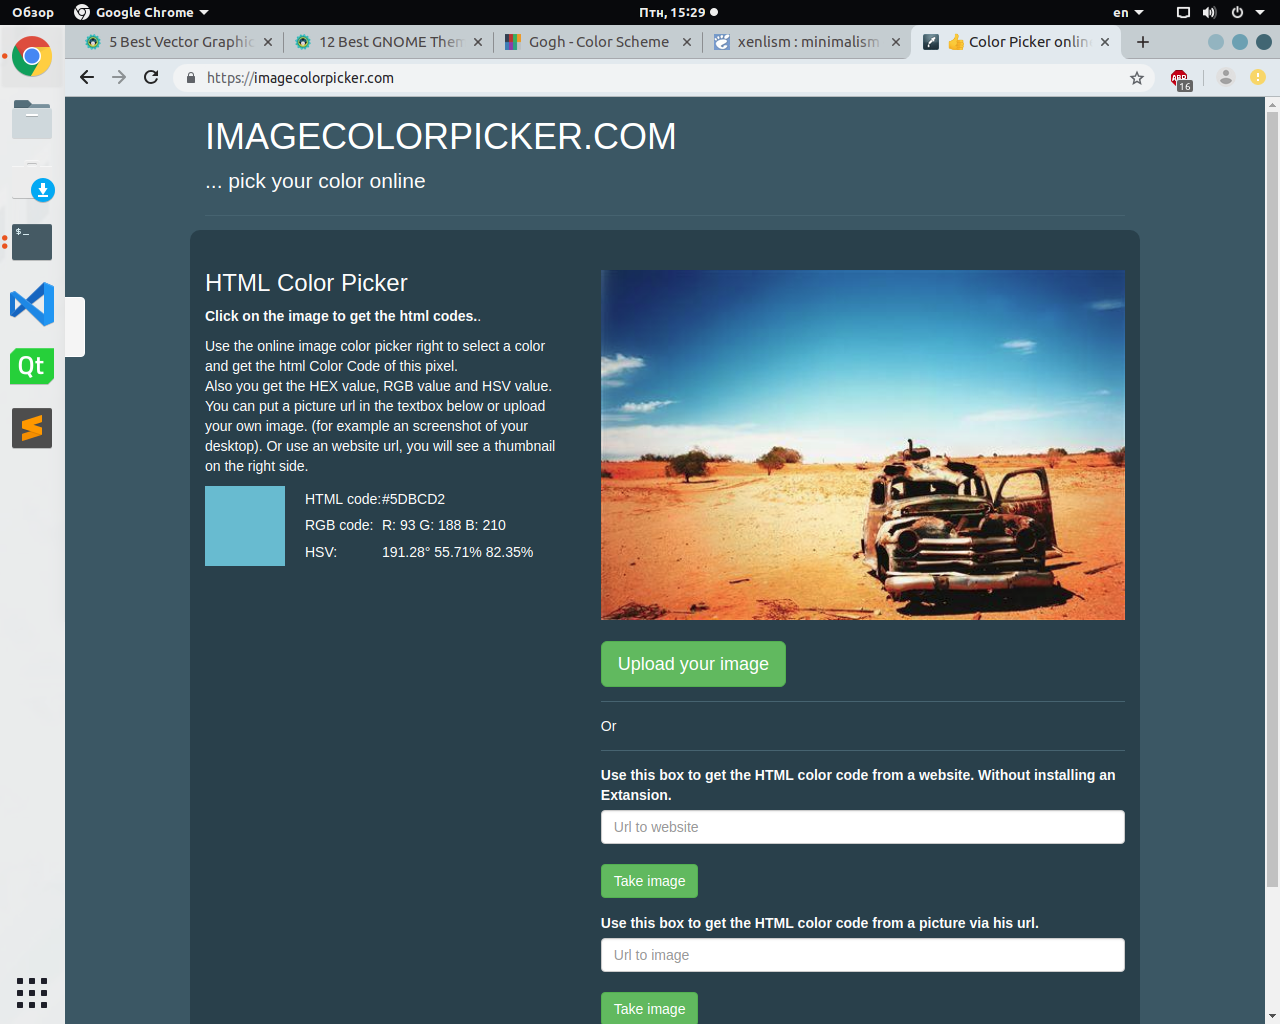 Обзор Google Chrome Птн, 15:29 en
5 Best Vector Graphic 12 Best GNOME Them Gogh - Color Scheme xenlism : minimalism 👍 Color Picker onlin
https://imagecolorpicker.com ABP 16
IMAGECOLORPICKER.COM
... pick your color online
HTML Color Picker
Click on the image to get the html codes..
Use the online image color picker right to select a color
and get the html Color Code of this pixel.
Also you get the HEX value, RGB value and HSV value.
You can put a picture url in the textbox below or upload
your own image. (for example an screenshot of your
desktop). Or use an website url, you will see a thumbnail
on the right side.
HTML code: #5DBCD2
RGB code: R: 93 G: 188 B: 210
HSV: 191.28° 55.71% 82.35%
$_
Qt
Upload your image
Or
Use this box to get the HTML color code from a website. Without installing an
Extansion.
Url to website
Take image
Use this box to get the HTML color code from a picture via his url.
Url to image
Take image